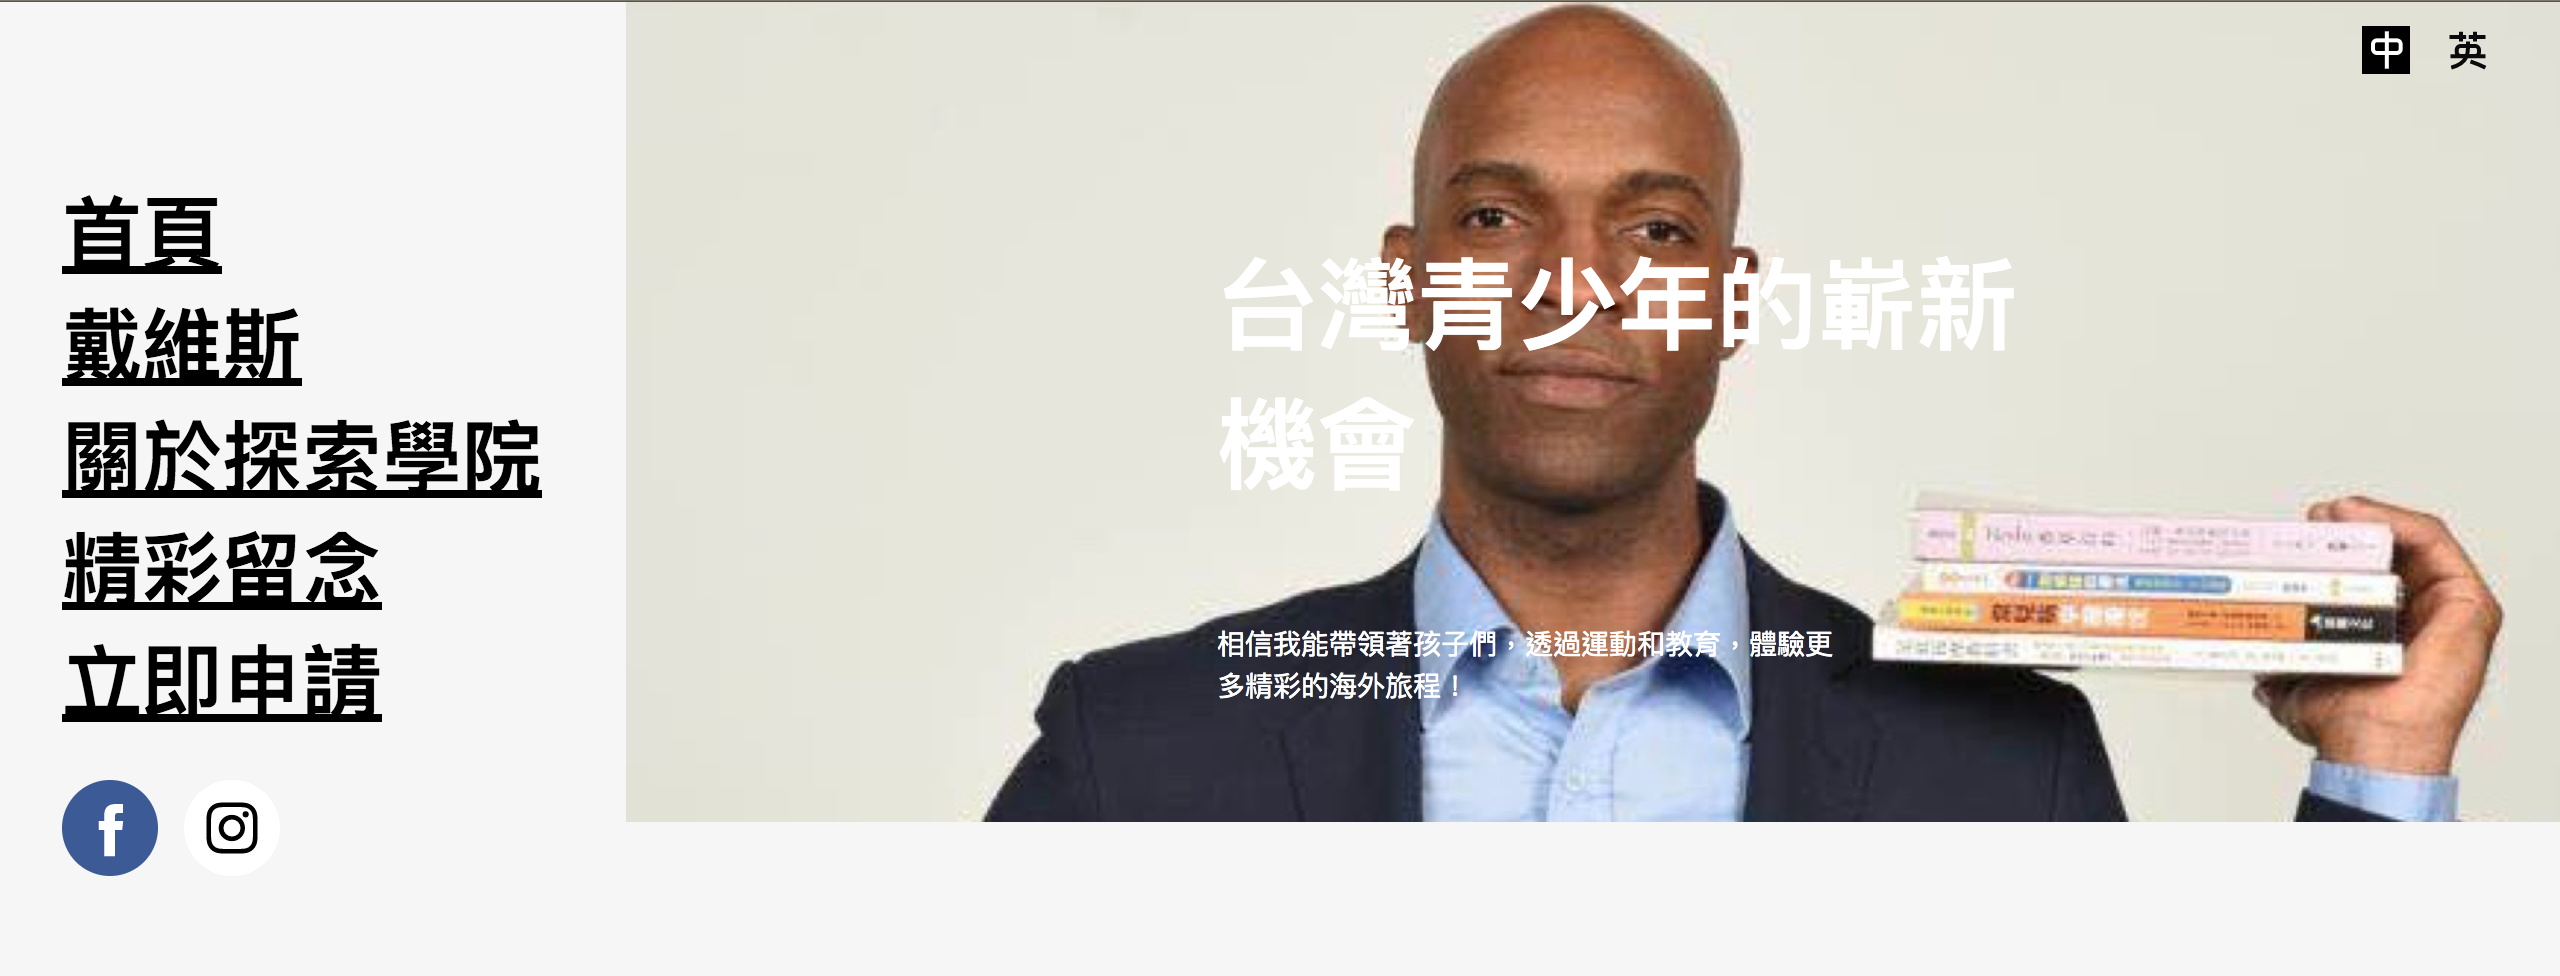 中 英
首頁
戴維斯
關於探索學院
精彩留念
立即申請
台灣青少年的嶄新
機會
相信我能帶領著孩子們，透過運動和教育，體驗更
多精彩的海外旅程！